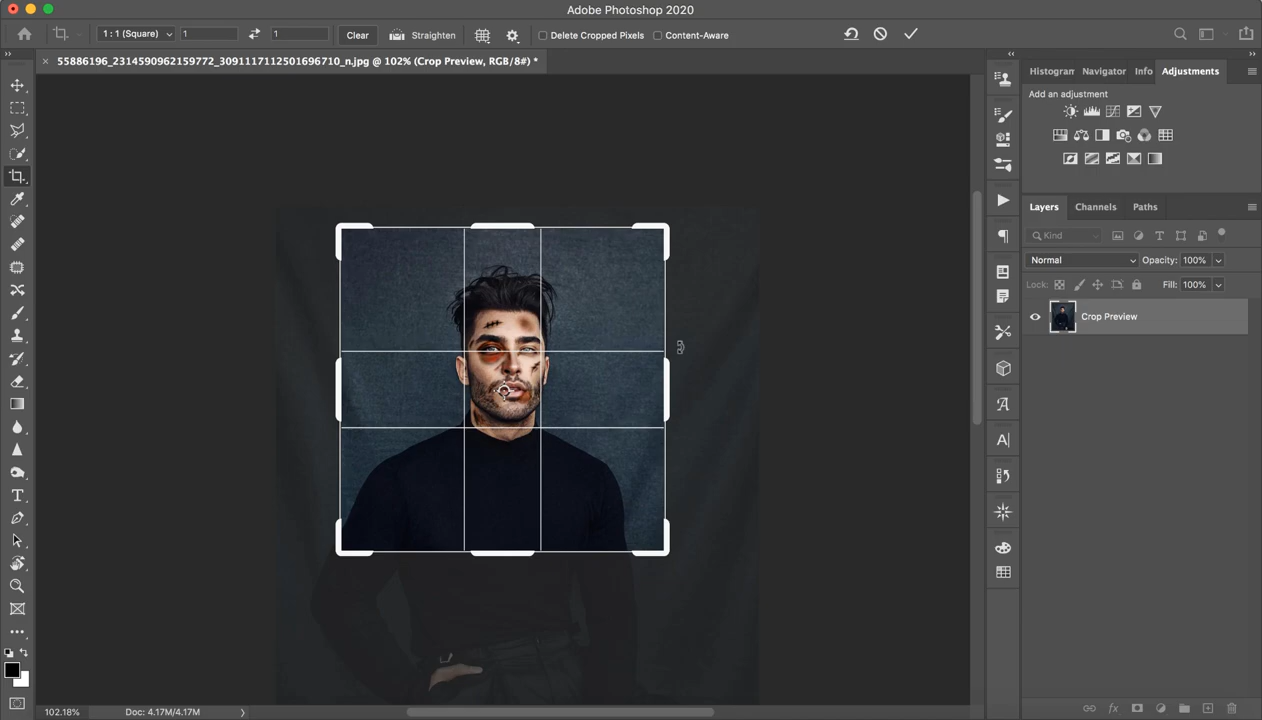 Adobe Photoshop 2020
1 : 1 (Square)
1
1
Clear
Straighten
Delete Cropped Pixels
Content-Aware
55886196_2314590962159772_3091117112501696710_n.jpg @ 102% (Crop Preview, RGB/8#) *
Histogram
Navigator
Info
Adjustments
Add an adjustment
Layers
Channels
Paths
Kind
Normal
Opacity: 100%
Lock:
Fill: 100%
Crop Preview
102.18%
Doc: 4.17M/4.17M